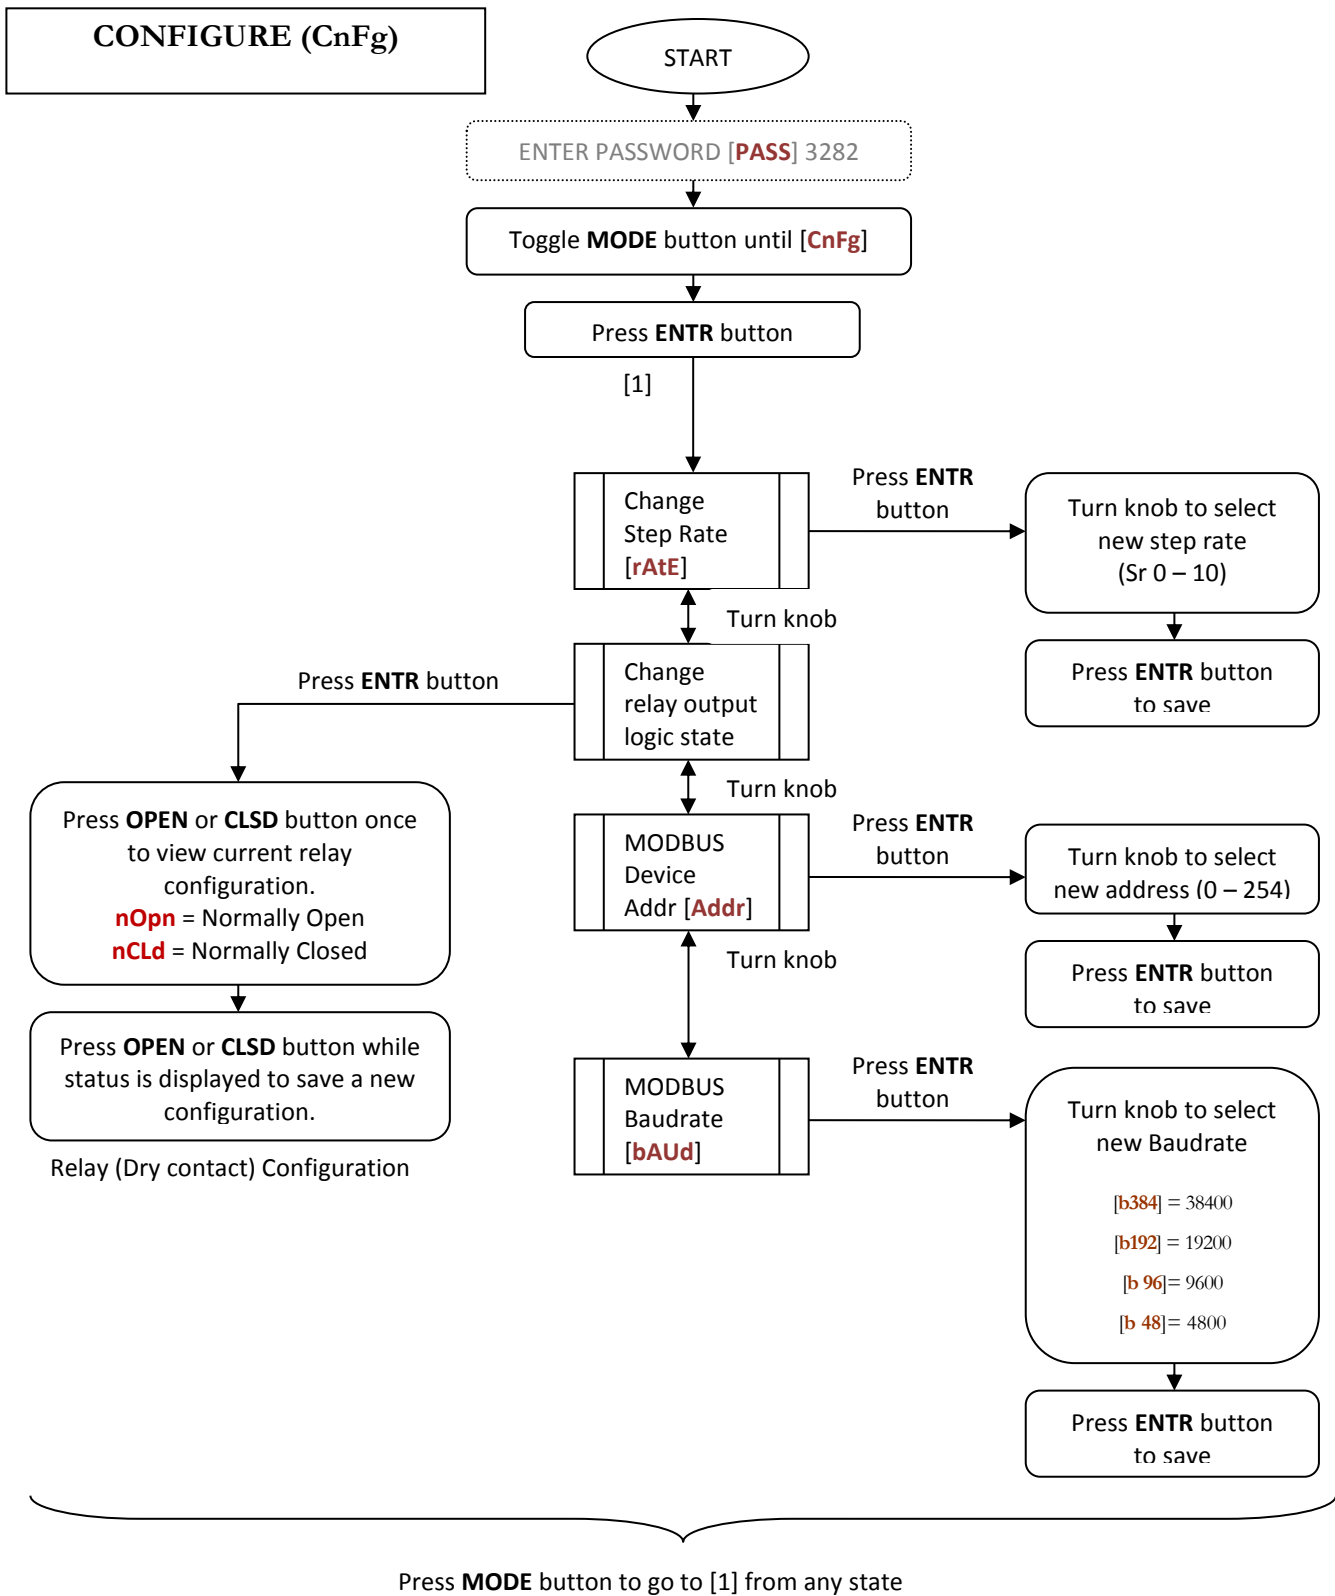 CONFIGURE (CnFg)
START
ENTER PASSWORD [PASS] 3282
Toggle MODE button until [CnFg]
Press ENTR button
[1]
Change
Step Rate
[rAtE]
Press ENTR
button
Turn knob to select
new step rate
(Sr 0 – 10)
Press ENTR button
to save
Turn knob
Change
relay output
logic state
Press ENTR button
Press OPEN or CLSD button once
to view current relay
configuration.
nOpn = Normally Open
nCLd = Normally Closed
Press OPEN or CLSD button while
status is displayed to save a new
configuration.
Relay (Dry contact) Configuration
Turn knob
MODBUS
Device
Addr [Addr]
Press ENTR
button
Turn knob to select
new address (0 – 254)
Press ENTR button
to save
Turn knob
MODBUS
Baudrate
[bAUd]
Press ENTR
button
Turn knob to select
new Baudrate
[b384] = 38400
[b192] = 19200
[b 96]= 9600
[b 48]= 4800
Press ENTR button
to save
Press MODE button to go to [1] from any state